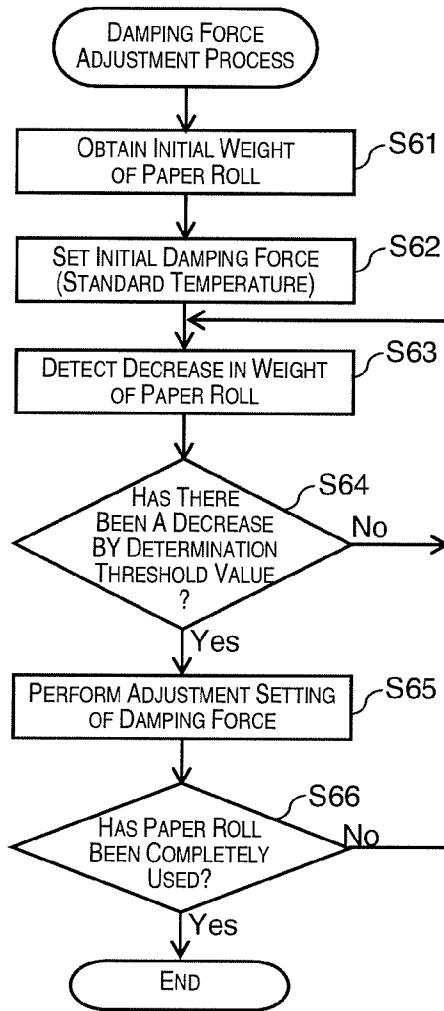 DAMPING FORCE
ADJUSTMENT PROCESS
OBTAIN INITIAL WEIGHT
OF PAPER ROLL
S61
SET INITIAL DAMPING FORCE
(STANDARD TEMPERATURE)
S62
DETECT DECREASE IN WEIGHT
OF PAPER ROLL
S63
HAS THERE
BEEN A DECREASE
BY DETERMINATION
THRESHOLD VALUE
?
S64
No
Yes
PERFORM ADJUSTMENT SETTING
OF DAMPING FORCE
S65
HAS PAPER ROLL
BEEN COMPLETELY
USED?
S66
No
Yes
END